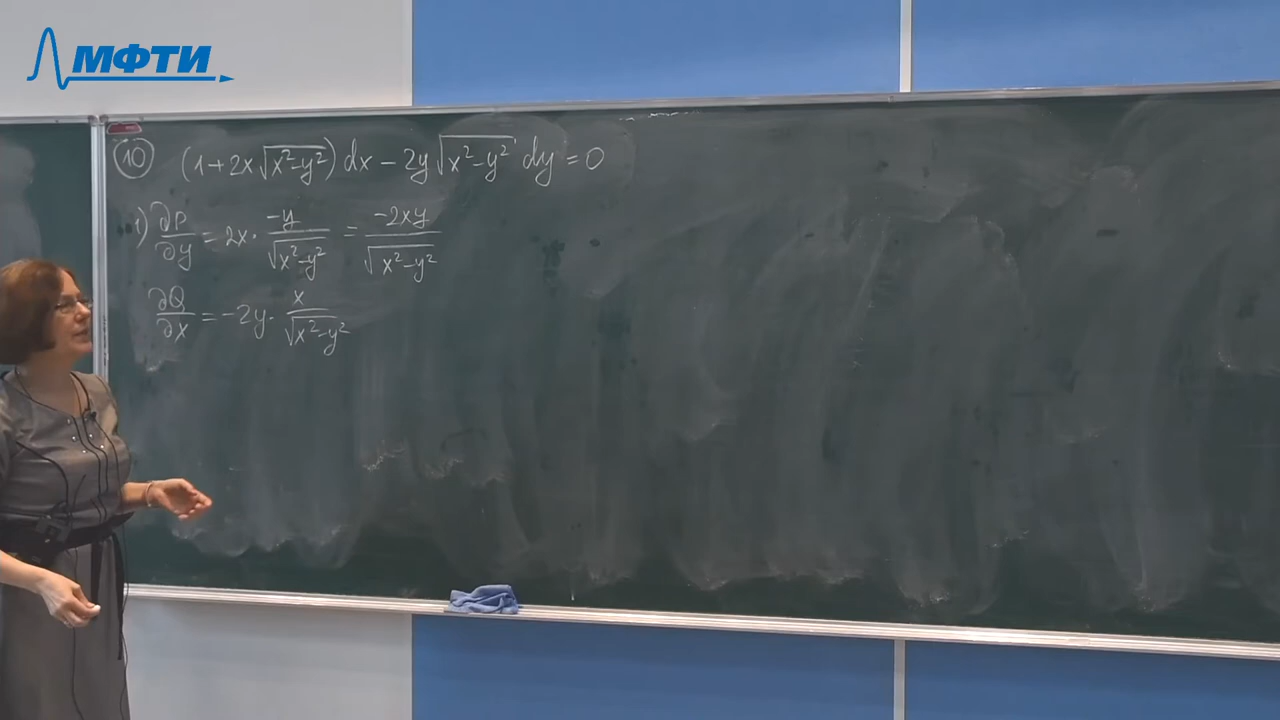 МФТИ
10 (1+2x√(x²-y²))dx - 2y√(x²-y²) dy = 0
1) ∂P/∂y = 2x · -y/√(x²-y²) = -2xy/√(x²-y²)
∂Q/∂x = -2y · x/√(x²-y²)